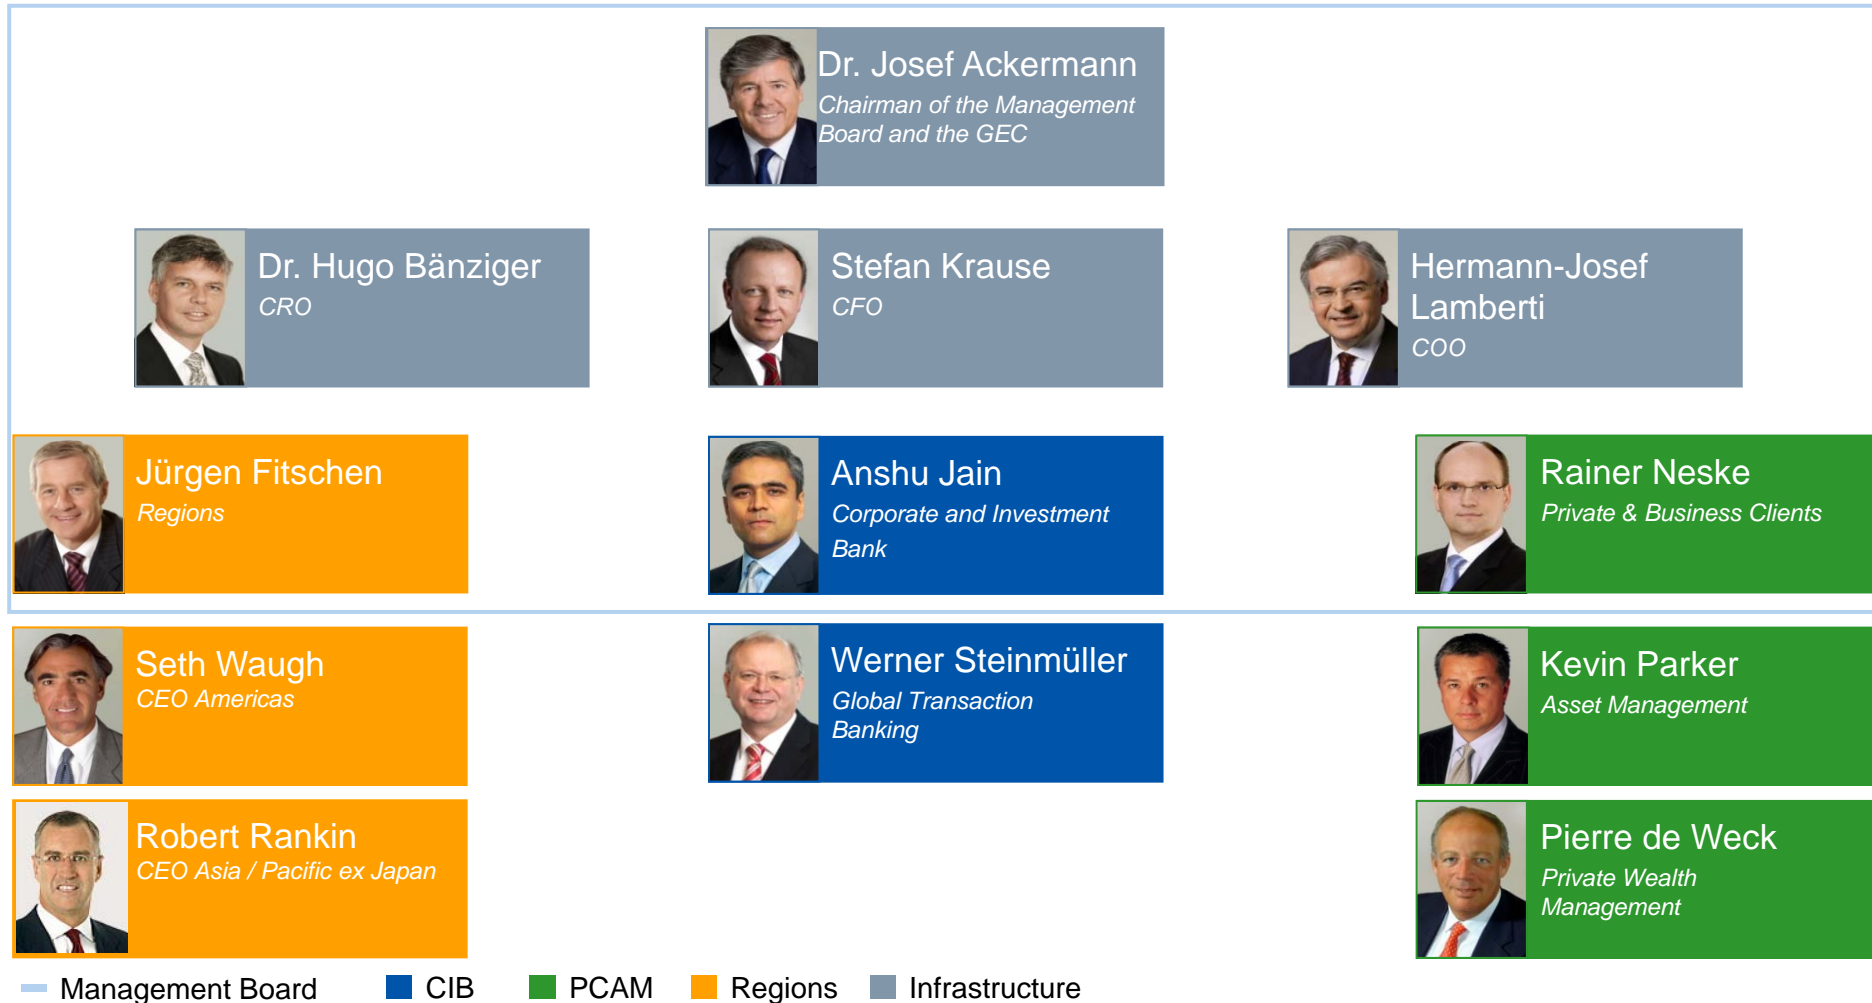 Dr. Josef Ackermann
Chairman of the Management
Board and the GEC
Dr. Hugo Bänziger
CRO
Stefan Krause
CFO
Hermann-Josef
Lamberti
COO
Jürgen Fitschen
Regions
Anshu Jain
Corporate and Investment
Bank
Rainer Neske
Private & Business Clients
Seth Waugh
CEO Americas
Werner Steinmüller
Global Transaction
Banking
Kevin Parker
Asset Management
Robert Rankin
CEO Asia / Pacific ex Japan
Pierre de Weck
Private Wealth
Management
Management Board
CIB
PCAM
Regions
Infrastructure